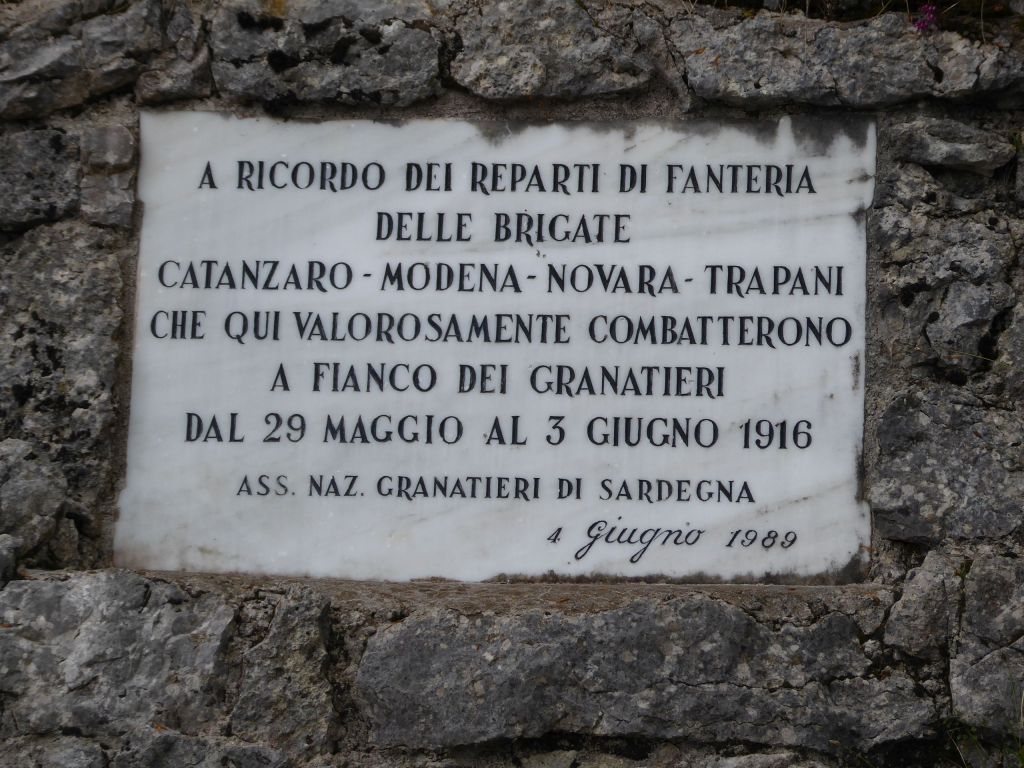 A RICORDO DEI REPARTI DI FANTERIA
DELLE BRIGATE
CATANZARO - MODENA - NOVARA - TRAPANI
CHE QUI VALOROSAMENTE COMBATTERONO
A FIANCO DEI GRANATIERI
DAL 29 MAGGIO AL 3 GIUGNO 1916
ASS. NAZ. GRANATIERI DI SARDEGNA
4 Giugno 1989